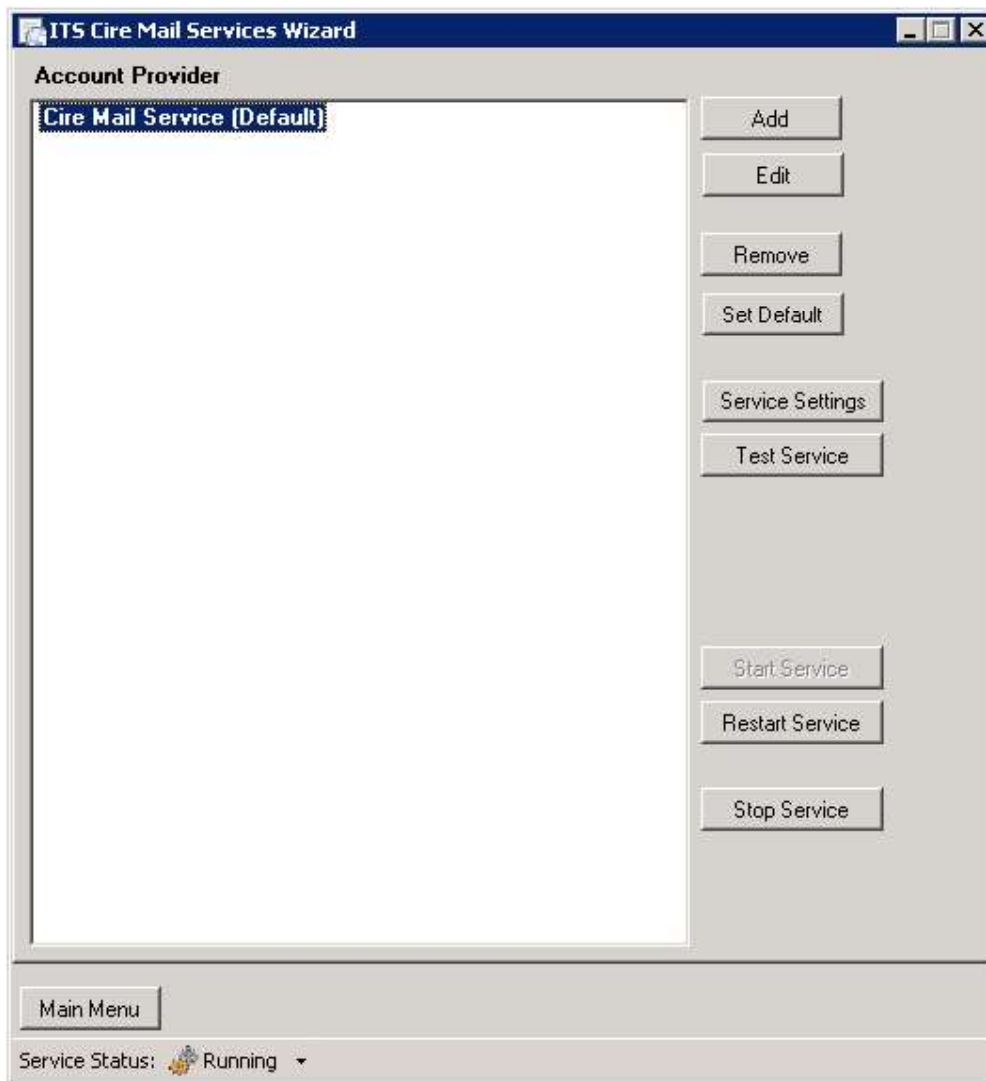 ITS Cire Mail Services Wizard
Account Provider
Cire Mail Service (Default)
Add
Edit
Remove
Set Default
Service Settings
Test Service
Start Service
Restart Service
Stop Service
Main Menu
Service Status: Running